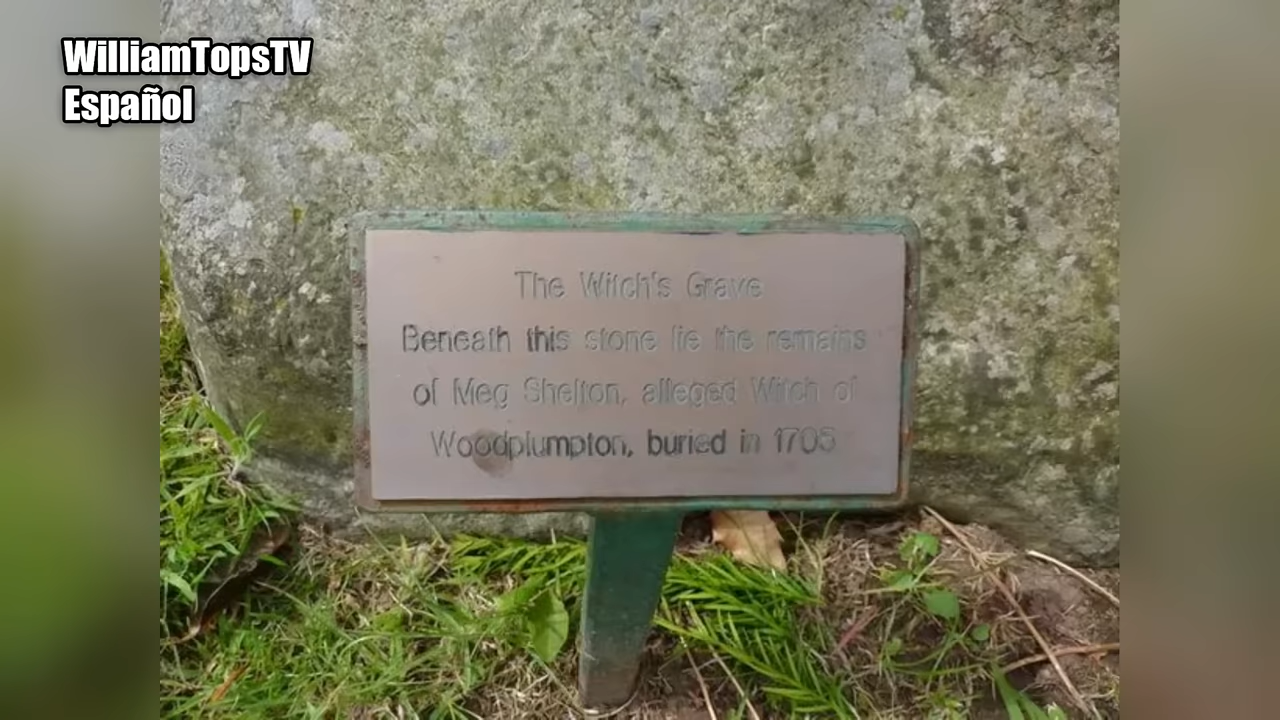 WilliamTopsTV
Español
The Witch's Grave
Beneath this stone lie the remains
of Meg Shelton, alleged Witch of
Woodplumpton, buried in 1705